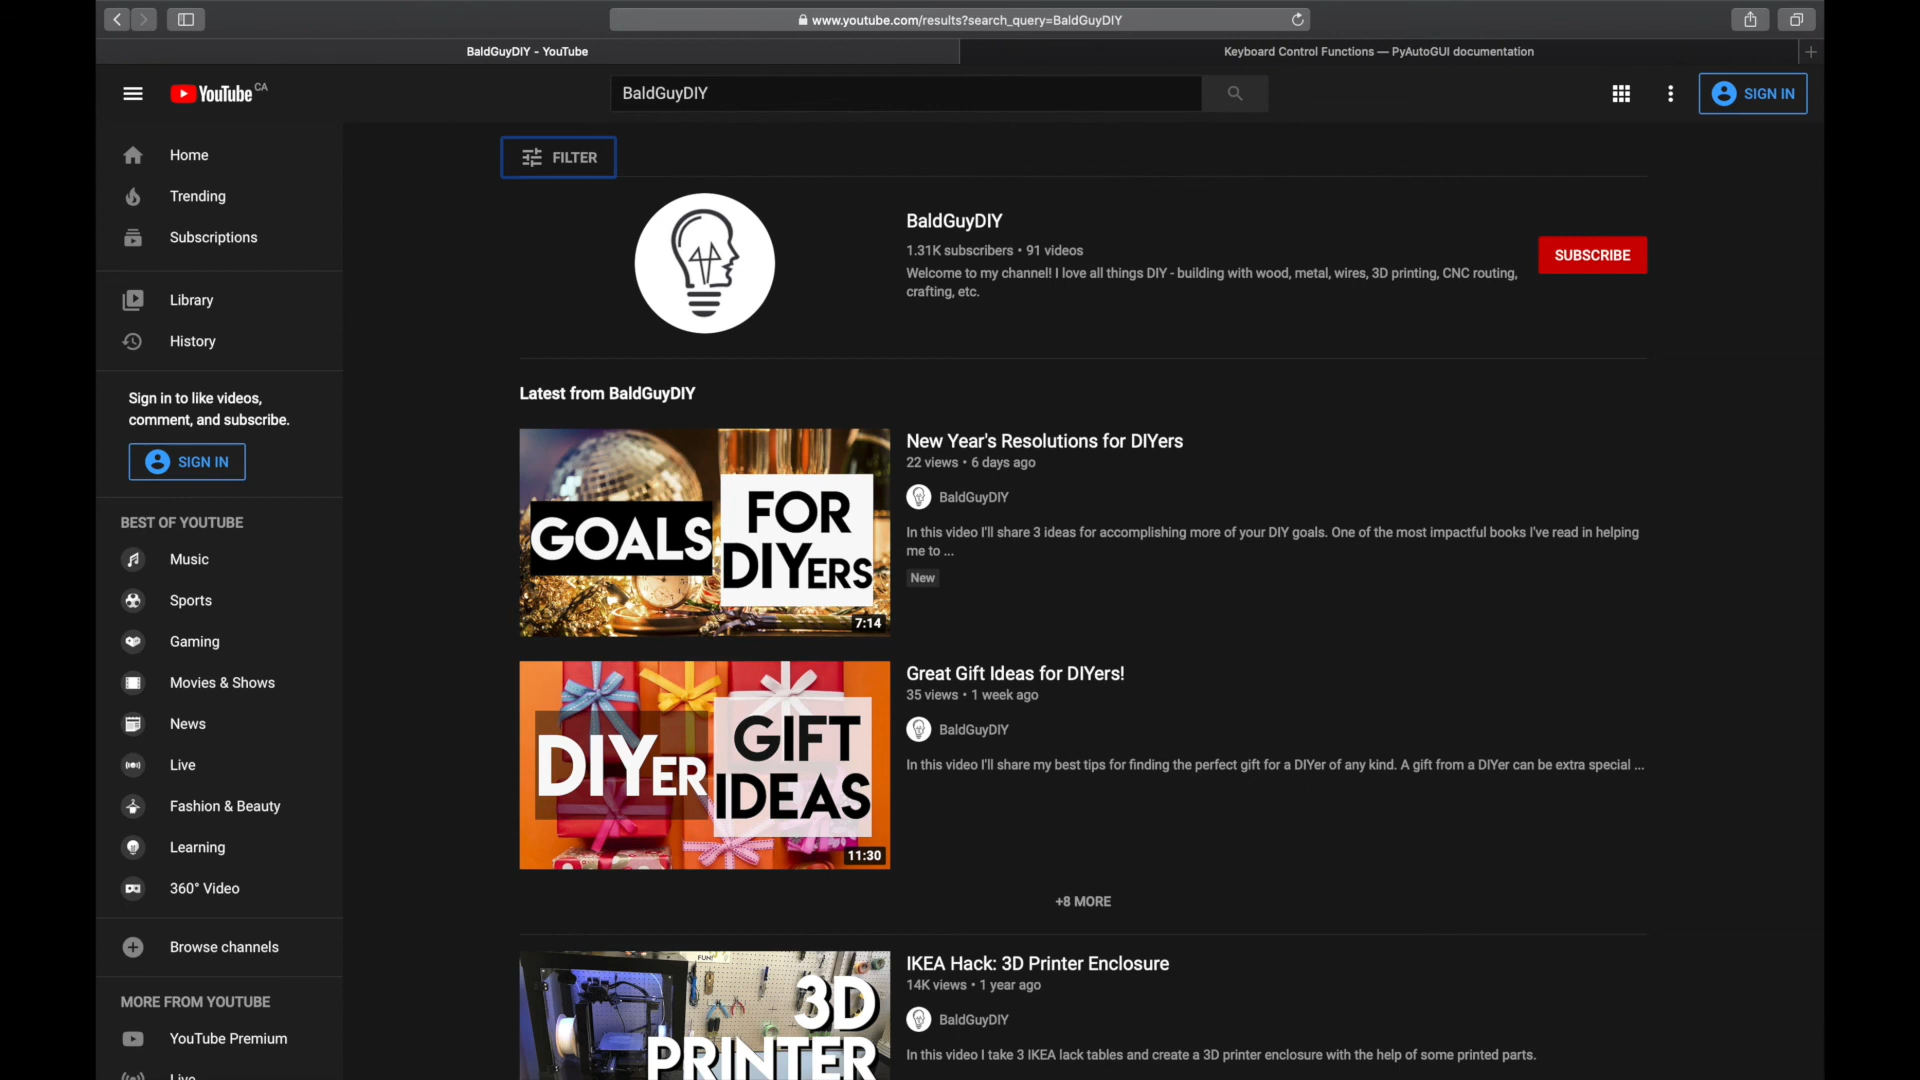 www.youtube.com/results?search_query=BaldGuyDIY
BaldGuyDIY - YouTube
Keyboard Control Functions — PyAutoGUI documentation
YouTube CA
BaldGuyDIY
SIGN IN
Home
Trending
Subscriptions
Library
History
Sign in to like videos,
comment, and subscribe.
SIGN IN
BEST OF YOUTUBE
Music
Sports
Gaming
Movies & Shows
News
Live
Fashion & Beauty
Learning
360° Video
Browse channels
MORE FROM YOUTUBE
YouTube Premium
Live
FILTER
BaldGuyDIY
1.31K subscribers • 91 videos
Welcome to my channel! I love all things DIY - building with wood, metal, wires, 3D printing, CNC routing,
crafting, etc.
SUBSCRIBE
Latest from BaldGuyDIY
GOALS
FOR
DIYERS
7:14
New Year's Resolutions for DIYers
22 views • 6 days ago
BaldGuyDIY
In this video I'll share 3 ideas for accomplishing more of your DIY goals. One of the most impactful books I've read in helping
me to ...
New
DIYER
GIFT
IDEAS
11:30
Great Gift Ideas for DIYers!
35 views • 1 week ago
BaldGuyDIY
In this video I'll share my best tips for finding the perfect gift for a DIYer of any kind. A gift from a DIYer can be extra special ...
+8 MORE
FUN!
3D
PRINTER
IKEA Hack: 3D Printer Enclosure
14K views • 1 year ago
BaldGuyDIY
In this video I take 3 IKEA lack tables and create a 3D printer enclosure with the help of some printed parts.